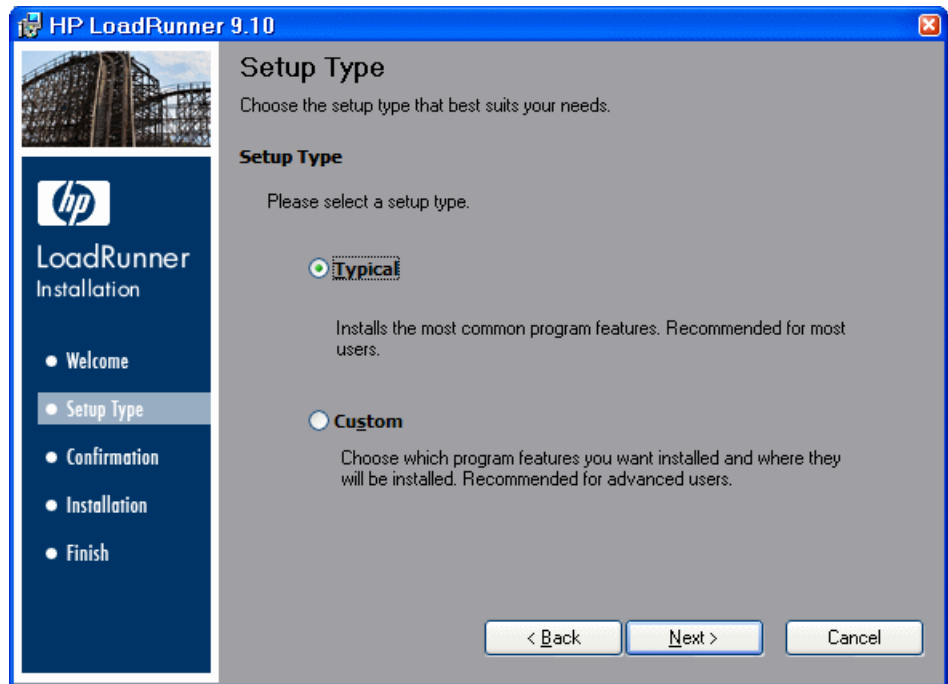 HP LoadRunner 9.10
hp
LoadRunner
Installation
Welcome
Setup Type
Confirmation
Installation
Finish
Setup Type
Choose the setup type that best suits your needs.
Setup Type
Please select a setup type.
Typical
Installs the most common program features. Recommended for most
users.
Custom
Choose which program features you want installed and where they
will be installed. Recommended for advanced users.
< Back
Next >
Cancel